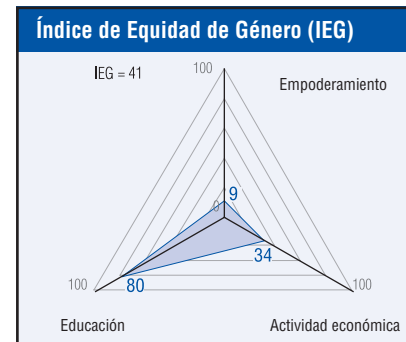 Índice de Equidad de Género (IEG)
IEG = 41
100
Empoderamiento
0
9
34
80
100
100
Educación
Actividad económica